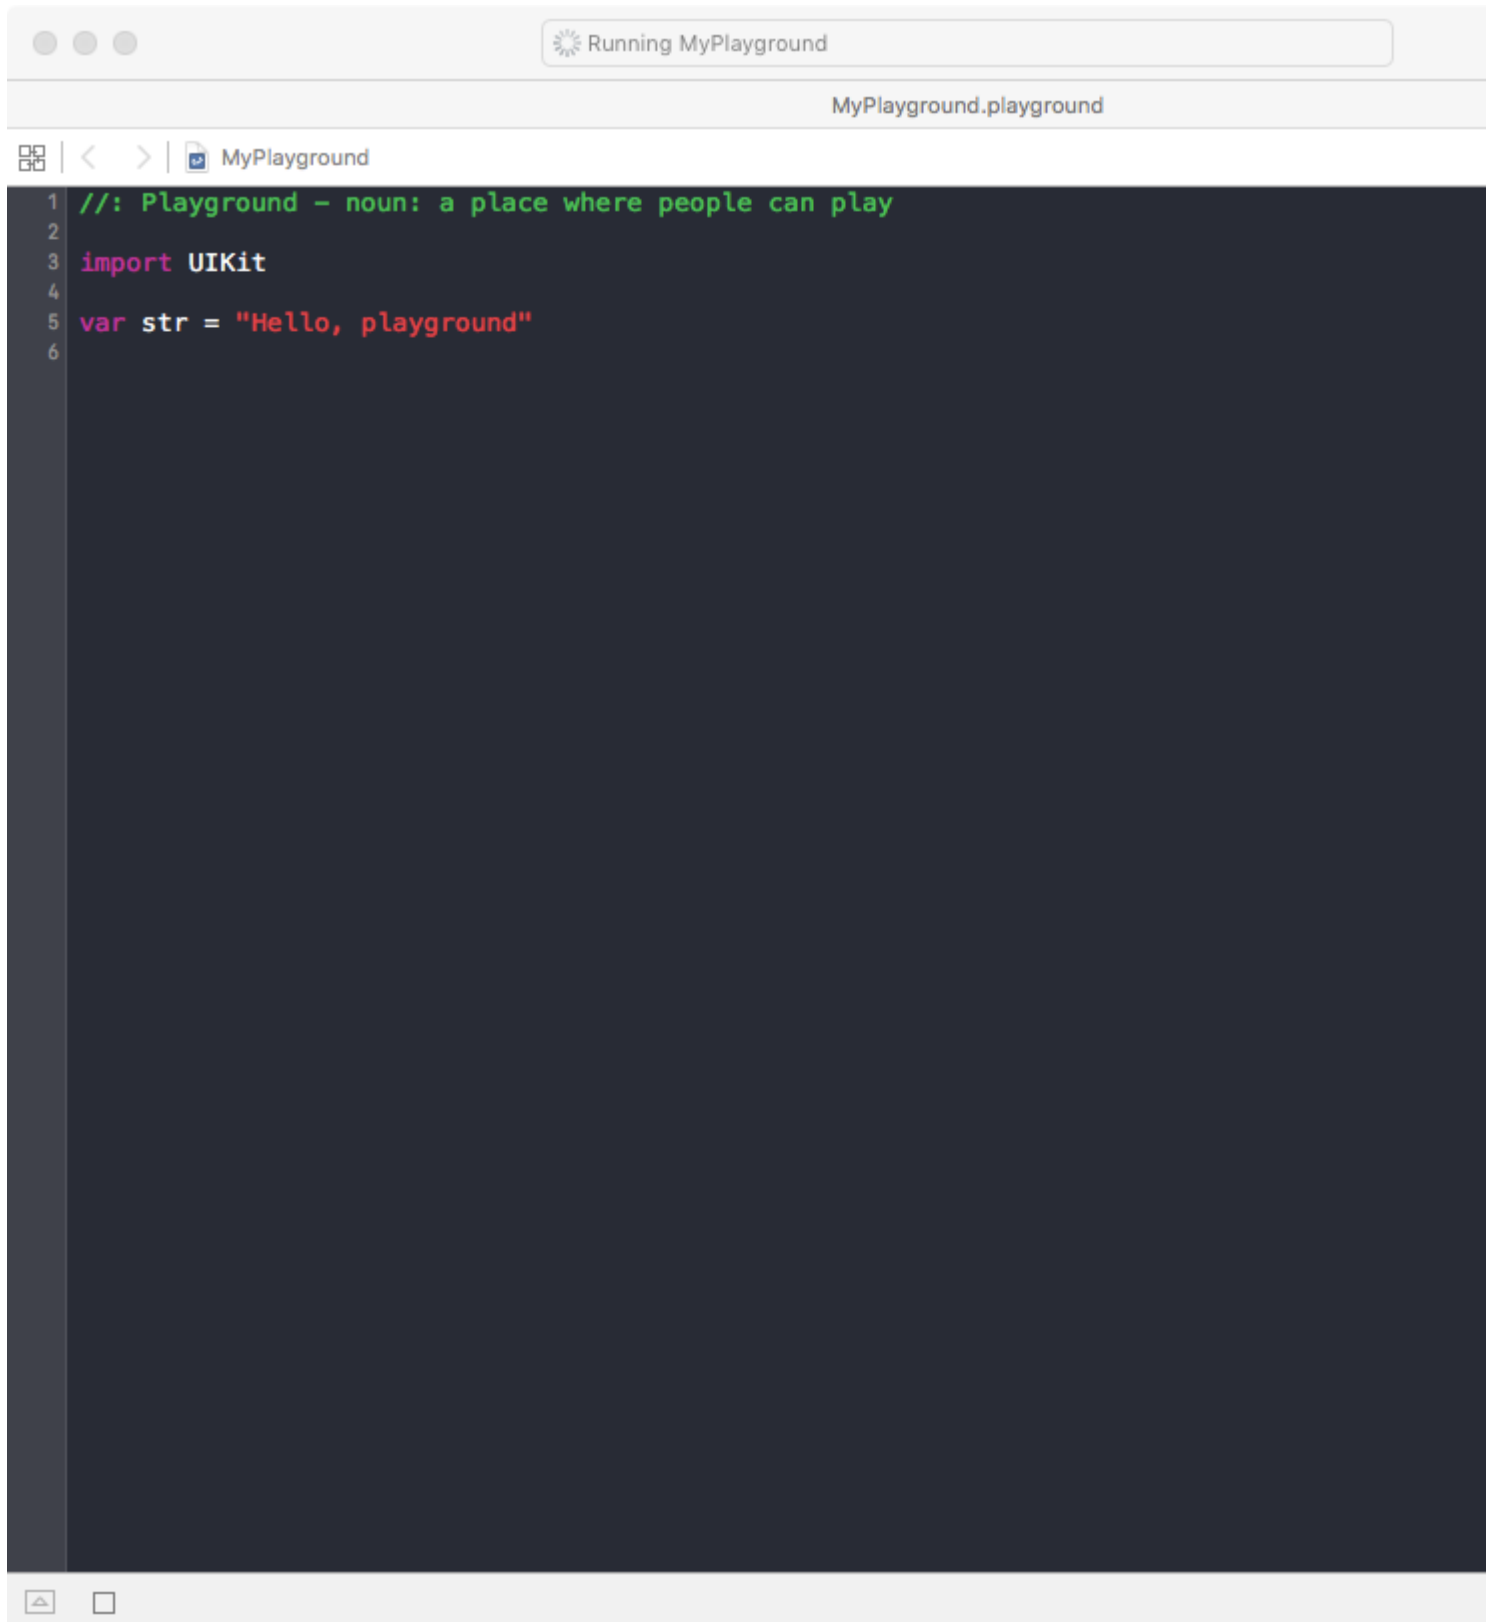 Running MyPlayground
MyPlayground.playground
MyPlayground
1 //: Playground – noun: a place where people can play
2
3 import UIKit
4
5 var str = "Hello, playground"
6